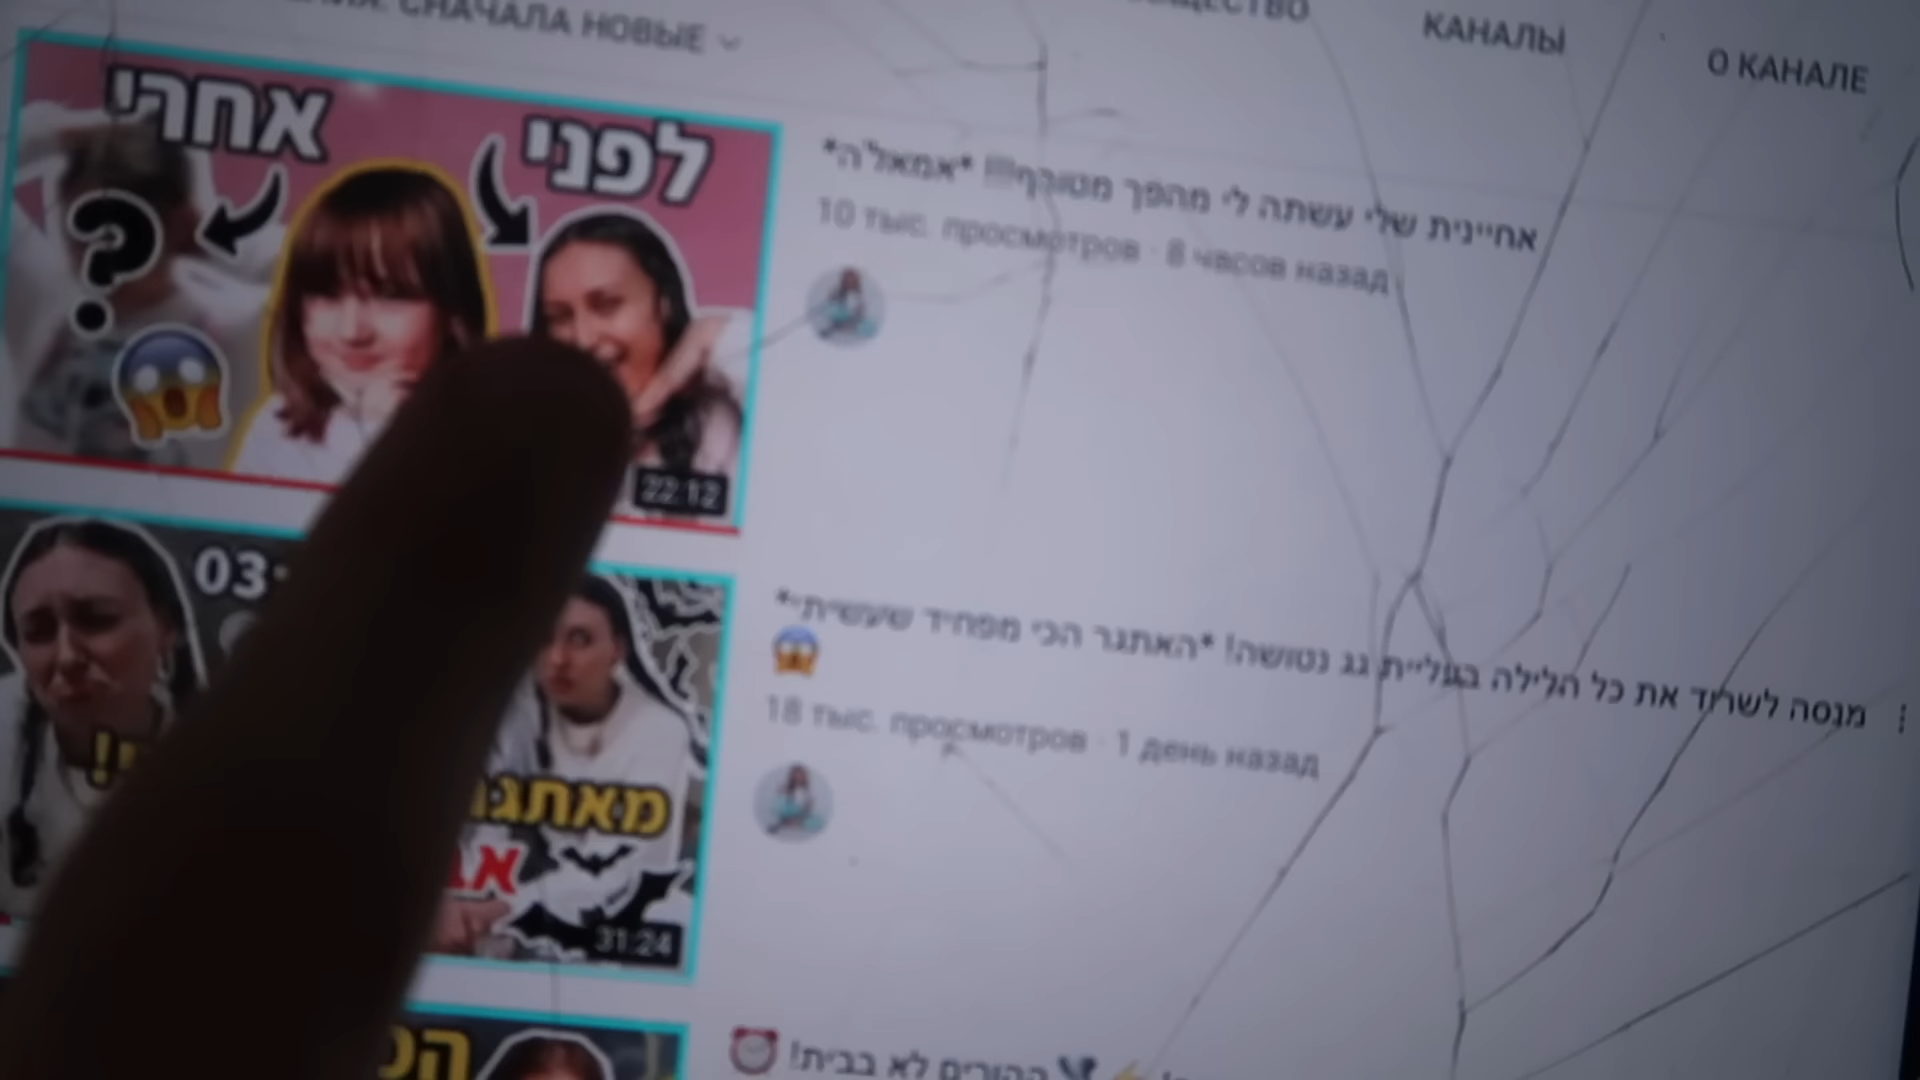 СНАЧАЛА НОВЫЕ
КАНАЛЫ
О КАНАЛЕ
אחרי
לפני
?
22:12
אחיינית שלי עשתה לי מהפך מטורף!!!! *אמאל'ה*
10 тыс. просмотров · 8 часов назад
03:
מאתגר
31:24
מנסה לשרוד את כל הלילה בעליית גג נטושה! *האתגר הכי מפחיד שעשיתי*
18 тыс. просмотров · 1 день назад
ההורים לא בבית!